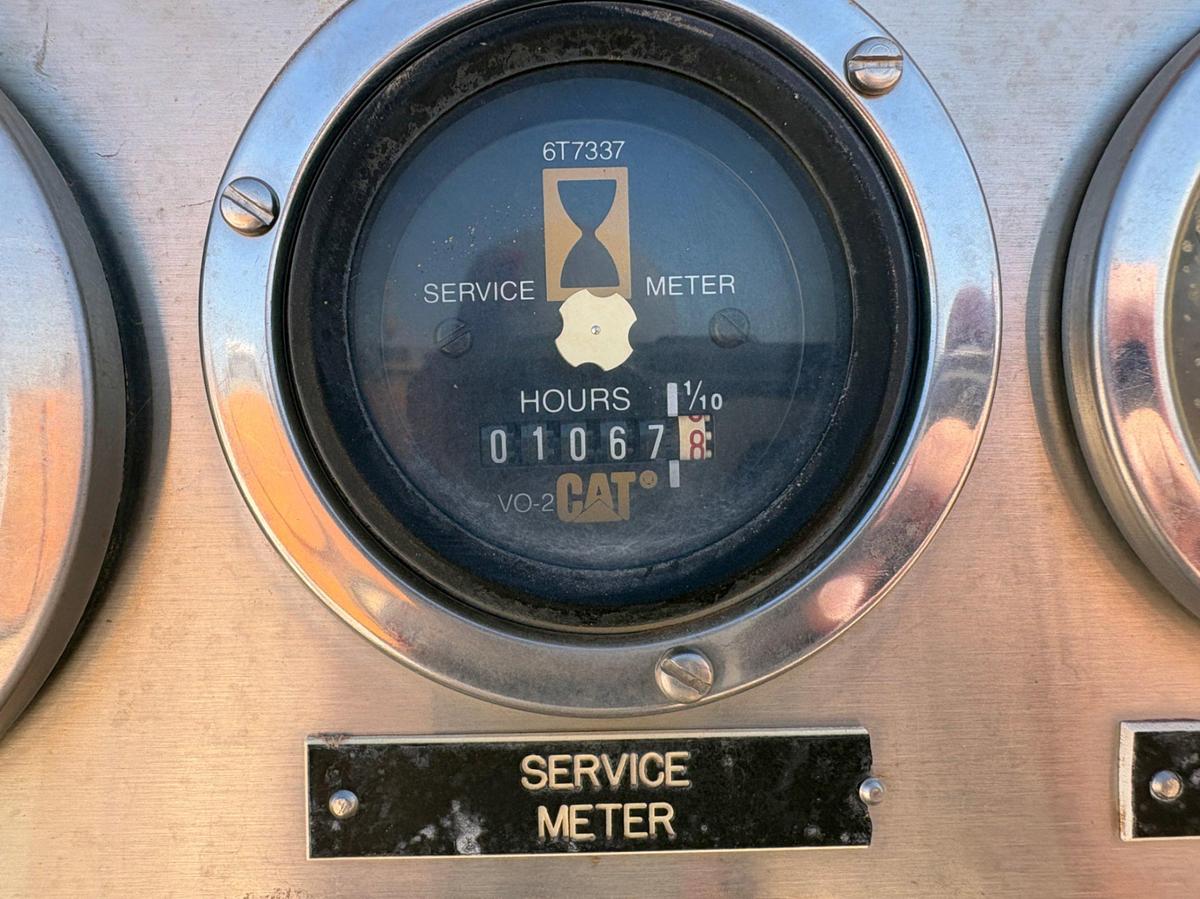 6T7337
SERVICE METER
HOURS 1/10
010678
VO-2 CAT®
SERVICE
METER